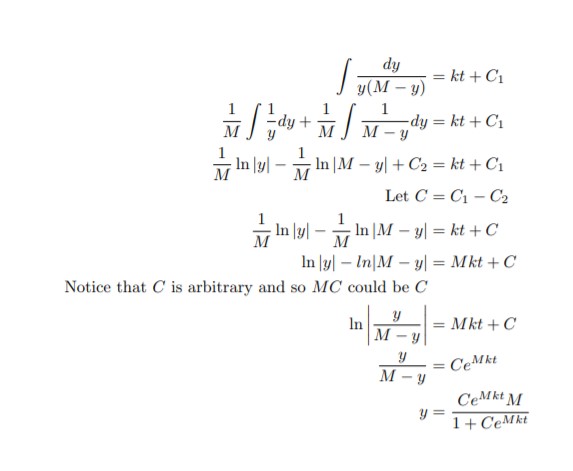 ∫ dy / y(M − y) = kt + C₁
1/M ∫ 1/y dy + 1/M ∫ 1/(M − y) dy = kt + C₁
1/M ln |y| − 1/M ln |M − y| + C₂ = kt + C₁
Let C = C₁ − C₂
1/M ln |y| − 1/M ln |M − y| = kt + C
ln |y| − ln|M − y| = Mkt + C
Notice that C is arbitrary and so MC could be C
ln | y / (M − y) | = Mkt + C
y / (M − y) = Ce^{Mkt}
y = Ce^{Mkt} M / (1 + Ce^{Mkt})